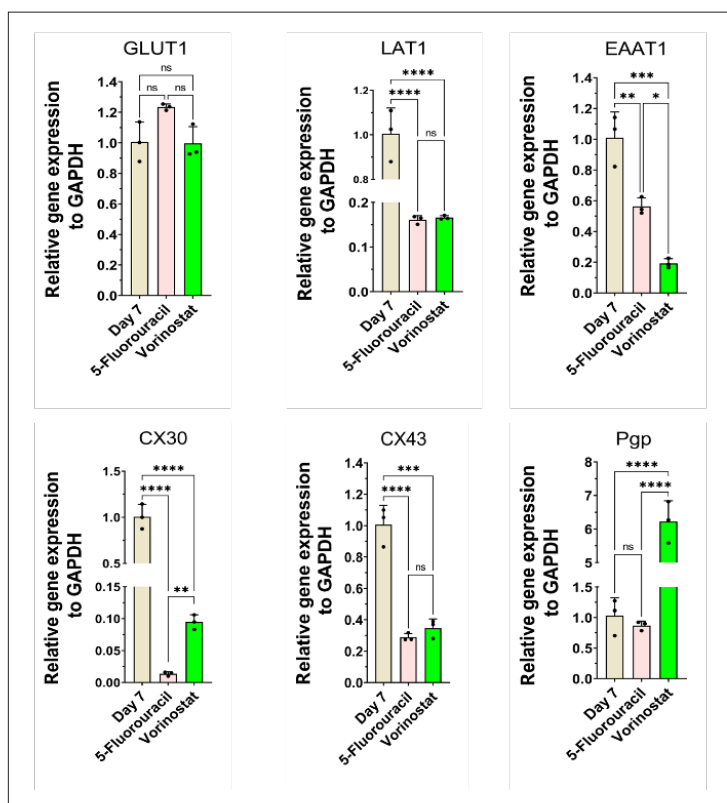 GLUT1
Relative gene expression
to GAPDH
1.4
1.2
1.0
0.8
0.6
0.4
0.2
0.0
ns
ns
ns
Day 7
5-Fluorouracil
Vorinostat
LAT1
Relative gene expression
to GAPDH
1.2
1.0
0.8
0.2
0.1
0.0
****
****
ns
Day 7
5-Fluorouracil
Vorinostat
EAAT1
Relative gene expression
to GAPDH
1.4
1.2
1.0
0.8
0.6
0.4
0.2
0.0
***
**
*
Day 7
5-Fluorouracil
Vorinostat
CX30
Relative gene expression
to GAPDH
1.5
1.0
0.5
0.10
0.05
0.00
****
****
**
Day 7
5-Fluorouracil
Vorinostat
CX43
Relative gene expression
to GAPDH
1.4
1.2
1.0
0.8
0.6
0.4
0.2
0.0
***
****
ns
Day 7
5-Fluorouracil
Vorinostat
Pgp
Relative gene expression
to GAPDH
8
7
6
5
1.5
1.0
0.5
0.0
****
****
ns
Day 7
5-Fluorouracil
Vorinostat